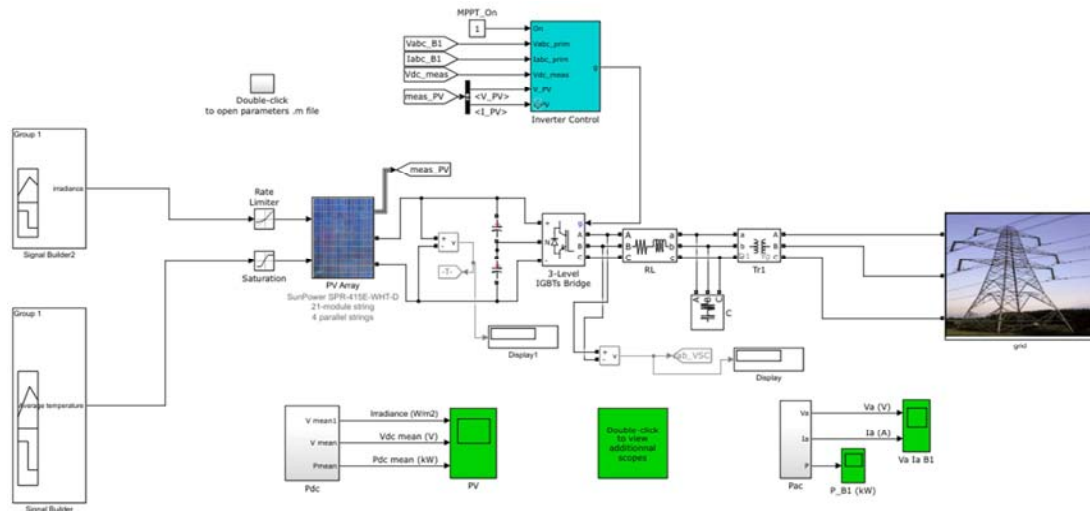 MPPT_On
1
On
Vabc_B1
Vabc_prim
Iabc_B1
Iabc_prim
Vdc_meas
Vdc_meas
g
meas_PV
<V_PV>
V_PV
<I_PV>
Inverter Control
Double-click
to open parameters .m file
Group 1
irradiance
Signal Builder2
Rate
Limiter
Saturation
meas_PV
PV Array
SunPower SPR-415E-WHT-D
21-module string
4 parallel strings
+
-
v
-T-
Display1
+
N
-
g
A
B
C
3-Level
IGBTs Bridge
A
B
C
a
b
c
RL
a
b
c
A
B
C
Tr1
A
B
C
C
grid
+
-
v
ab_VSC
Display
Group 1
Average temperature
Signal Builder
V mean1
V mean
Pmean
Pdc
Irradiance (W/m2)
Vdc mean (V)
Pdc mean (kW)
PV
Double-click
to view
additionnal
scopes
Va
Ia
P
Pac
Va (V)
Ia (A)
Va Ia B1
P_B1 (kW)